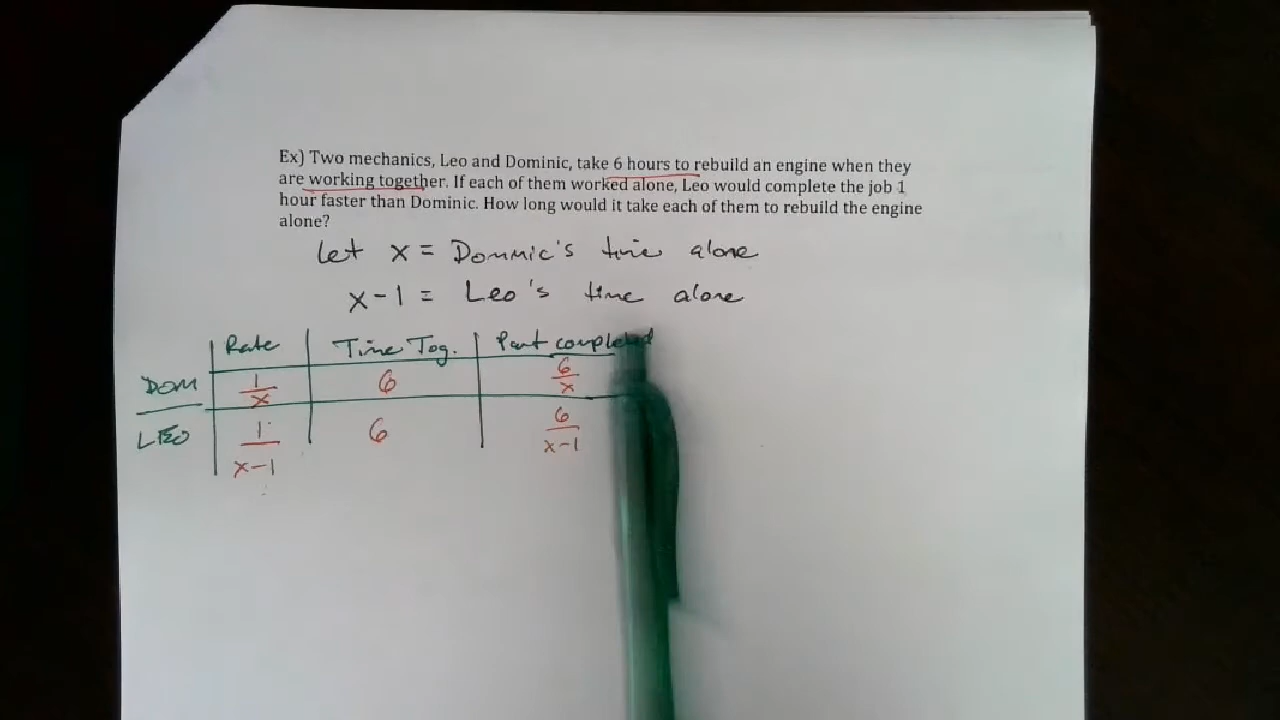 Ex) Two mechanics, Leo and Dominic, take 6 hours to rebuild an engine when they
are working together. If each of them worked alone, Leo would complete the job 1
hour faster than Dominic. How long would it take each of them to rebuild the engine
alone?
Let x = Dominic's time alone
x-1 = Leo's time alone
Rate Time Tog. Part completed
DOM 1/x 6 6/x
LEO 1/x-1 6 6/x-1